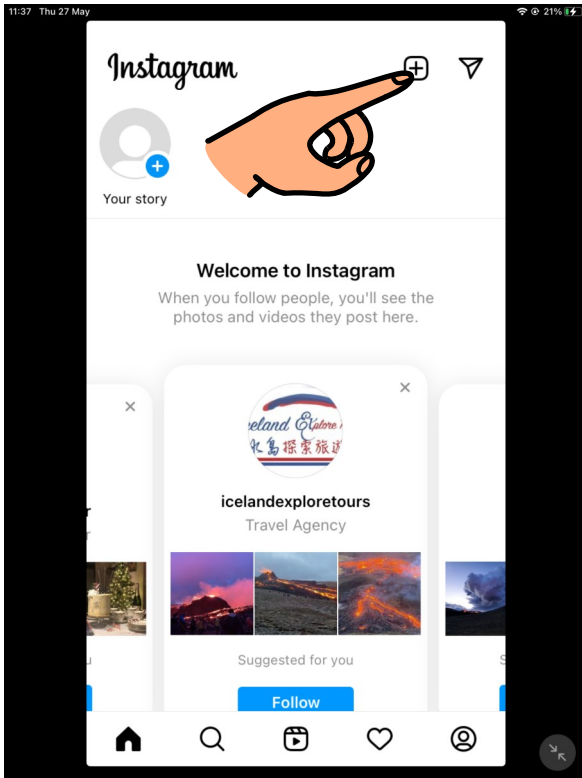 11:37 Thu 27 May
21%
Instagram
Your story
Welcome to Instagram
When you follow people, you'll see the
photos and videos they post here.
eland Explore
冰島探索旅遊
icelandexploretours
Travel Agency
Suggested for you
Follow